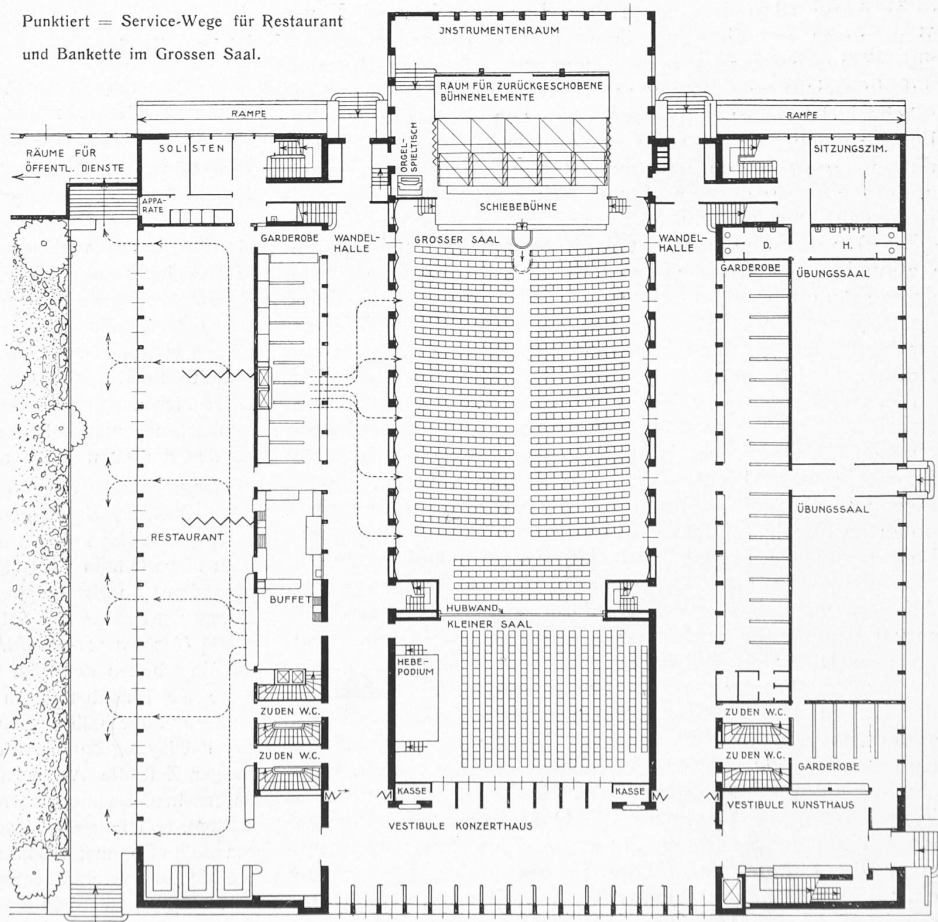 Punktiert = Service-Wege für Restaurant
und Bankette im Grossen Saal.
JNSTRUMENTENRAUM
RAUM FÜR ZURÜCKGESCHOBENE
BÜHNENELEMENTE
RAMPE
RAMPE
RÄUME FÜR
ÖFFENTL. DIENSTE
SOLISTEN
ORGEL-
SPIELTISCH
SITZUNGSZIM.
APPA-
RATE
SCHIEBEBÜHNE
GARDEROBE
WANDEL-
HALLE
GROSSER SAAL
WANDEL-
HALLE
D.
H.
GARDEROBE
ÜBUNGSSAAL
RESTAURANT
ÜBUNGSSAAL
BUFFET
HUBWAND
KLEINER SAAL
HEBE-
PODIUM
ZU DEN W.C.
ZU DEN W.C.
ZU DEN W.C.
ZU DEN W.C.
GARDEROBE
KASSE
KASSE
VESTIBULE KONZERTHAUS
VESTIBULE KUNSTHAUS